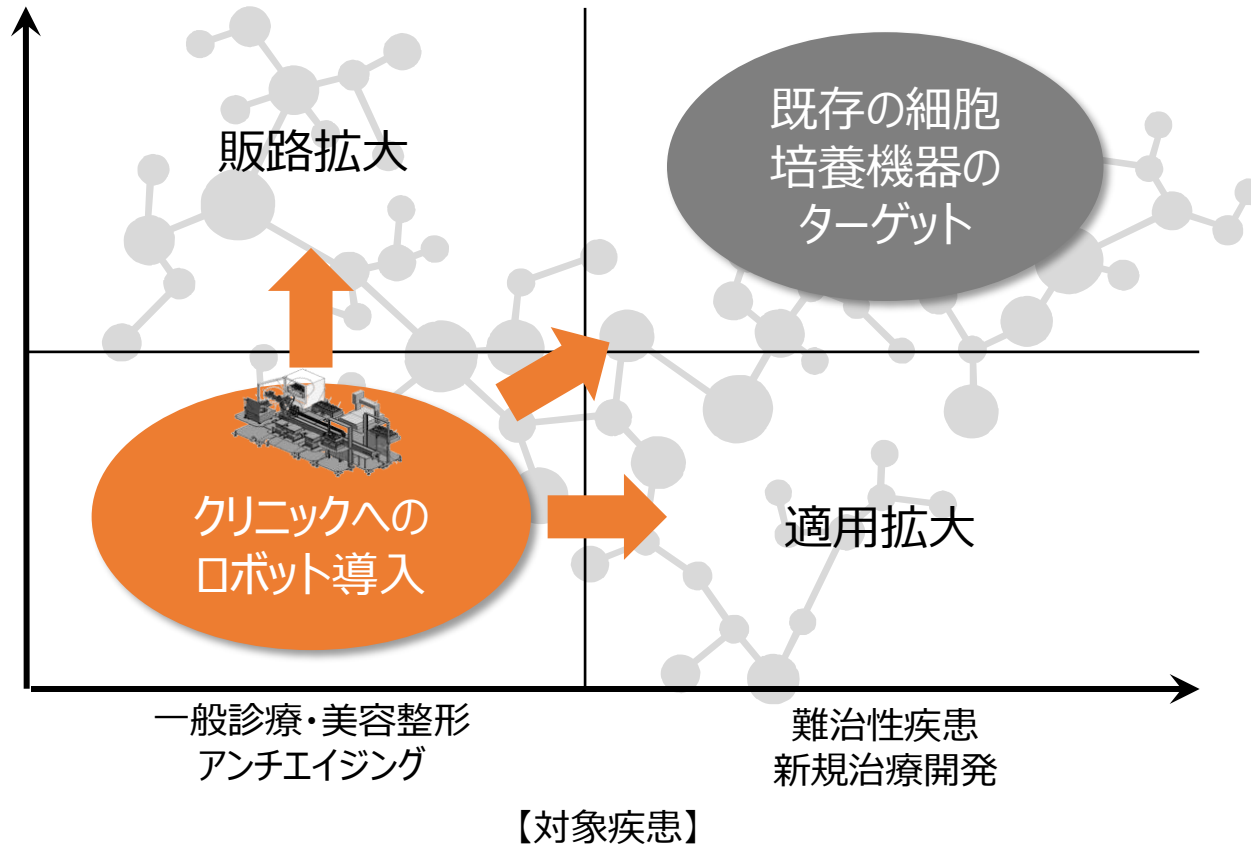 販路拡大
既存の細胞
培養機器の
ターゲット
クリニックへの
ロボット導入
適用拡大
一般診療・美容整形
アンチエイジング
難治性疾患
新規治療開発
【対象疾患】